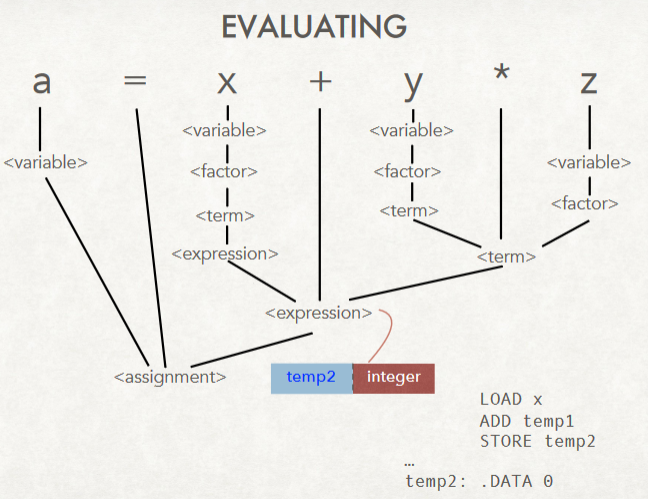 EVALUATING
a = x + y * z
<variable> <variable>
<variable> <variable>
<factor> <factor>
<factor>
<term> <term>
<expression> <term>
<expression>
<assignment> temp2 integer
LOAD x
ADD temp1
STORE temp2
…
temp2: .DATA 0